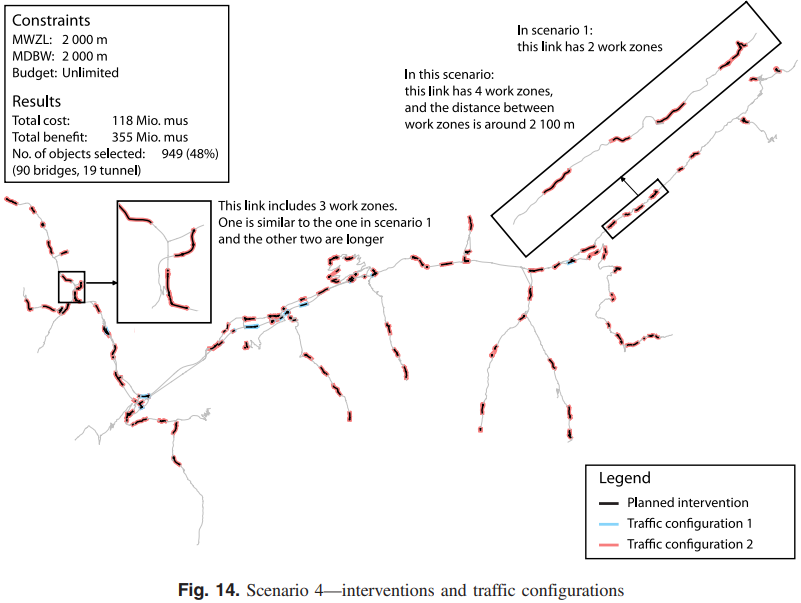 Constraints
MWZL: 2 000 m
MDBW: 2 000 m
Budget: Unlimited
Results
Total cost: 118 Mio. mus
Total benefit: 355 Mio. mus
No. of objects selected: 949 (48%)
(90 bridges, 19 tunnel)
In scenario 1:
this link has 2 work zones
In this scenario:
this link has 4 work zones,
and the distance between
work zones is around 2 100 m
This link includes 3 work zones.
One is similar to the one in scenario 1
and the other two are longer
Legend
Planned intervention
Traffic configuration 1
Traffic configuration 2
Fig. 14. Scenario 4—interventions and traffic configurations